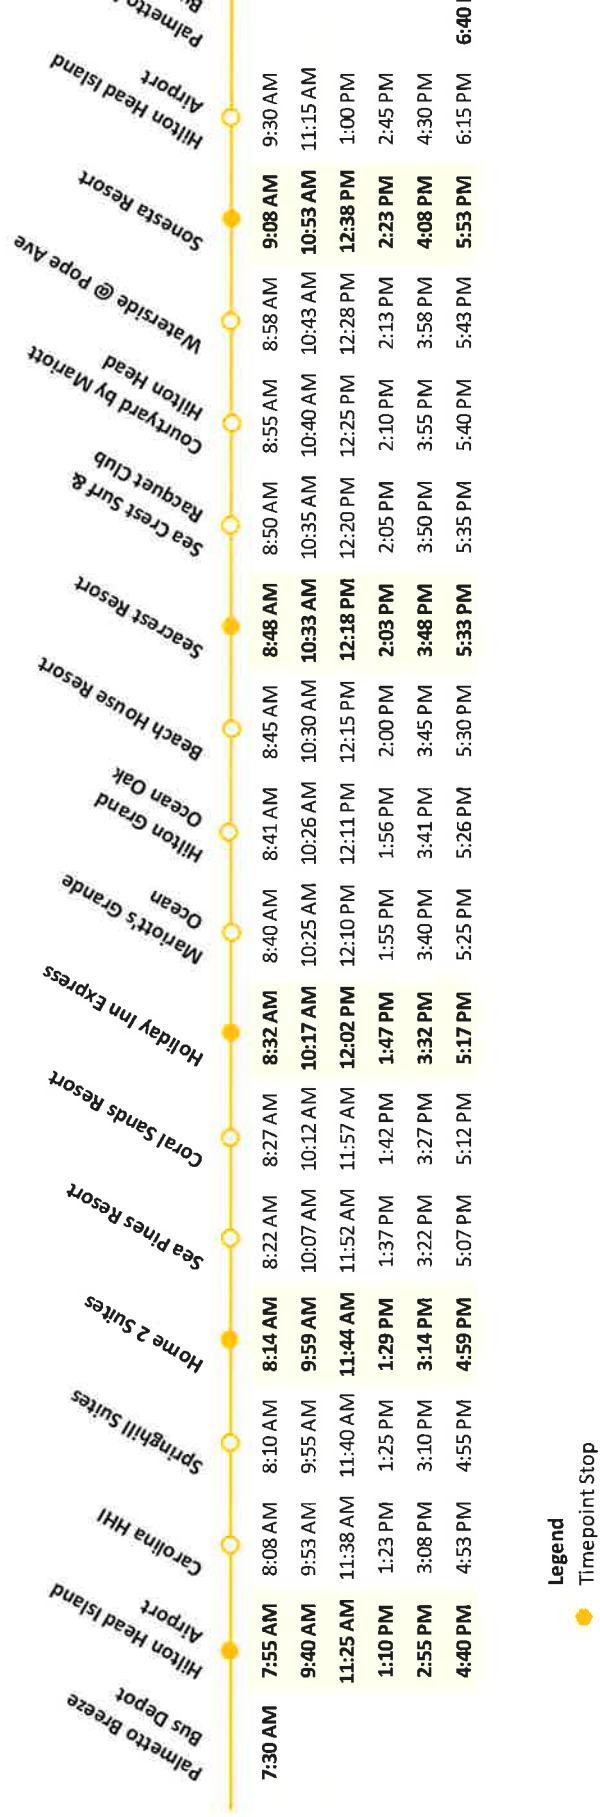 Palmetto Breeze
Bus Depot
Hilton Head Island
Airport
Carolina HHI
Springhill Suites
Home 2 Suites
Sea Pines Resort
Coral Sands Resort
Holiday Inn Express
Mariott's Grande
Ocean
Hilton Grand
Ocean Oak
Beach House Resort
Seacrest Resort
Sea Crest Surf &
Racquet Club
Courtyard by Mariott
Hilton Head
Waterside @ Pope Ave
Sonesta Resort
Hilton Head Island
Airport
Palmetto
7:30 AM 7:55 AM 8:08 AM 8:10 AM 8:14 AM 8:22 AM 8:27 AM 8:32 AM 8:40 AM 8:41 AM 8:45 AM 8:48 AM 8:50 AM 8:55 AM 8:58 AM 9:08 AM 9:30 AM
9:40 AM 9:53 AM 9:55 AM 9:59 AM 10:07 AM 10:12 AM 10:17 AM 10:25 AM 10:26 AM 10:30 AM 10:33 AM 10:35 AM 10:40 AM 10:43 AM 10:53 AM 11:15 AM
11:25 AM 11:38 AM 11:40 AM 11:44 AM 11:52 AM 11:57 AM 12:02 PM 12:10 PM 12:11 PM 12:15 PM 12:18 PM 12:20 PM 12:25 PM 12:28 PM 12:38 PM 1:00 PM
1:10 PM 1:23 PM 1:25 PM 1:29 PM 1:37 PM 1:42 PM 1:47 PM 1:55 PM 1:56 PM 2:00 PM 2:03 PM 2:05 PM 2:10 PM 2:13 PM 2:23 PM 2:45 PM
2:55 PM 3:08 PM 3:10 PM 3:14 PM 3:22 PM 3:27 PM 3:32 PM 3:40 PM 3:41 PM 3:45 PM 3:48 PM 3:50 PM 3:55 PM 3:58 PM 4:08 PM 4:30 PM
4:40 PM 4:53 PM 4:55 PM 4:59 PM 5:07 PM 5:12 PM 5:17 PM 5:25 PM 5:26 PM 5:30 PM 5:33 PM 5:35 PM 5:40 PM 5:43 PM 5:53 PM 6:15 PM 6:40
Legend
Timepoint Stop